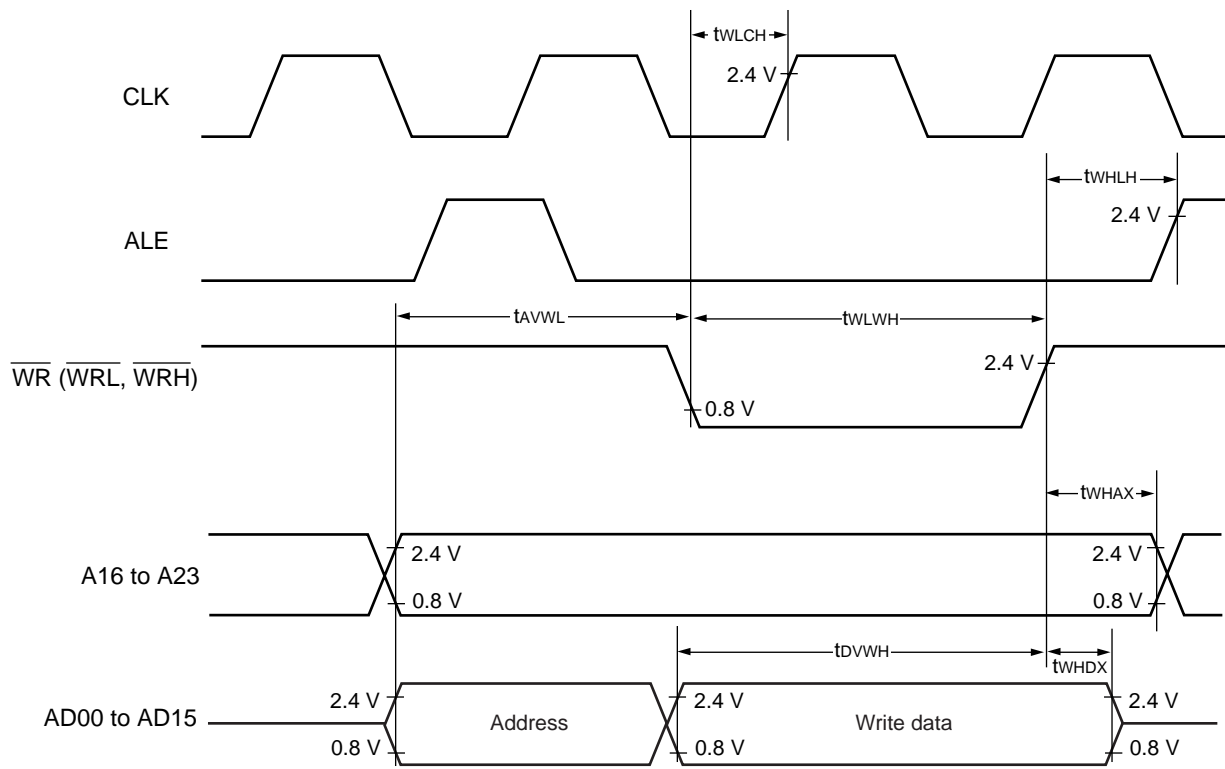 tWLCH
2.4 V
CLK
tWHLH
2.4 V
ALE
tAVWL
tWLWH
WR (WRL, WRH)
2.4 V
0.8 V
tWHAX
2.4 V
2.4 V
A16 to A23
0.8 V
0.8 V
tDVWH
tWHDX
2.4 V
2.4 V
2.4 V
AD00 to AD15
Address
Write data
0.8 V
0.8 V
0.8 V